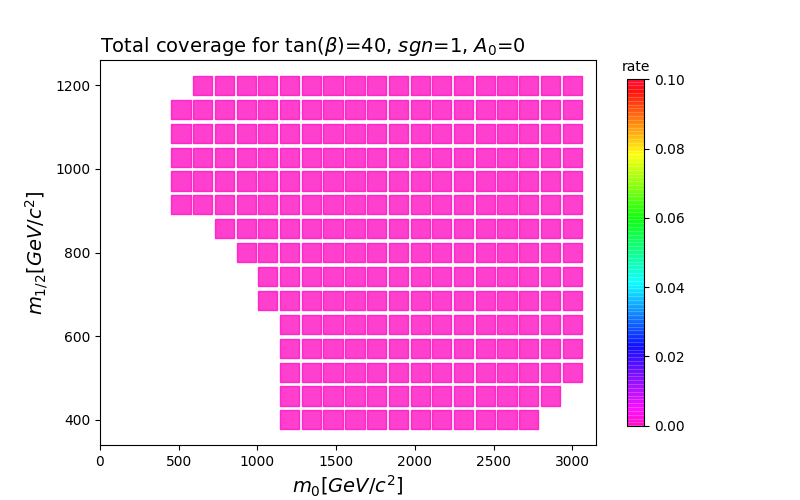 Total coverage for tan(β)=40, sgn=1, A₀=0
rate
1200
1000
800
600
400
m₁/₂[GeV/c²]
0.10
0.08
0.06
0.04
0.02
0.00
0 500 1000 1500 2000 2500 3000
m₀[GeV/c²]